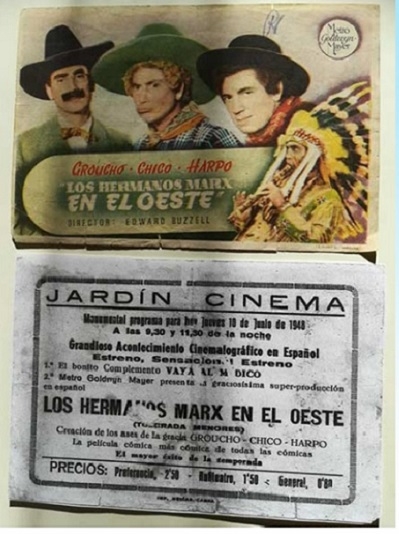 Metro
Goldwyn
Mayer
GROUCHO · CHICO · HARPO
"LOS HERMANOS MARX
EN EL OESTE"
DIRECTOR: EDWARD BUZZELL
JARDÍN CINEMA
Monumental programa para hoy Jueves 10 de Junio de 1948
A las 9,30 y 11,30 de la noche
Grandioso Acontecimiento Cinematográfico en Español
Estreno, Sensacional Estreno
1.º El bonito Complemento VAYA AL M DICO
2.º Metro Goldwyn Mayer presenta graciosísima super-producción
en español
LOS HERMANOS MARX EN EL OESTE
(TOLERADA MENORES)
Creación de los ases de la gracia GROUCHO - CHICO - HARPO
La película cómica más cómica de todas las cómicas
El mayor éxito de la temporada
PRECIOS: Preferencia, 2'50 - Anfiteatro, 1'50 - General, 0'80